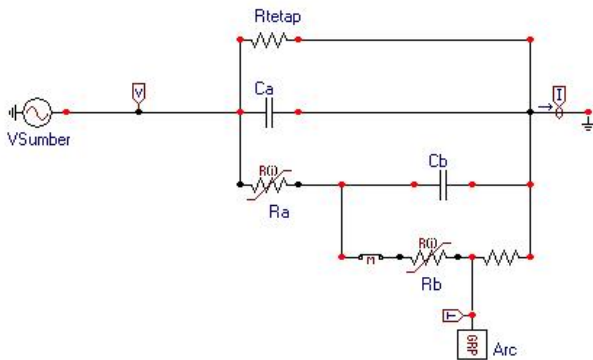 Rtetap
V
Ca
I
VSumber
R(i)
Ra
Cb
M
R(i)
Rb
T
GRP
Arc